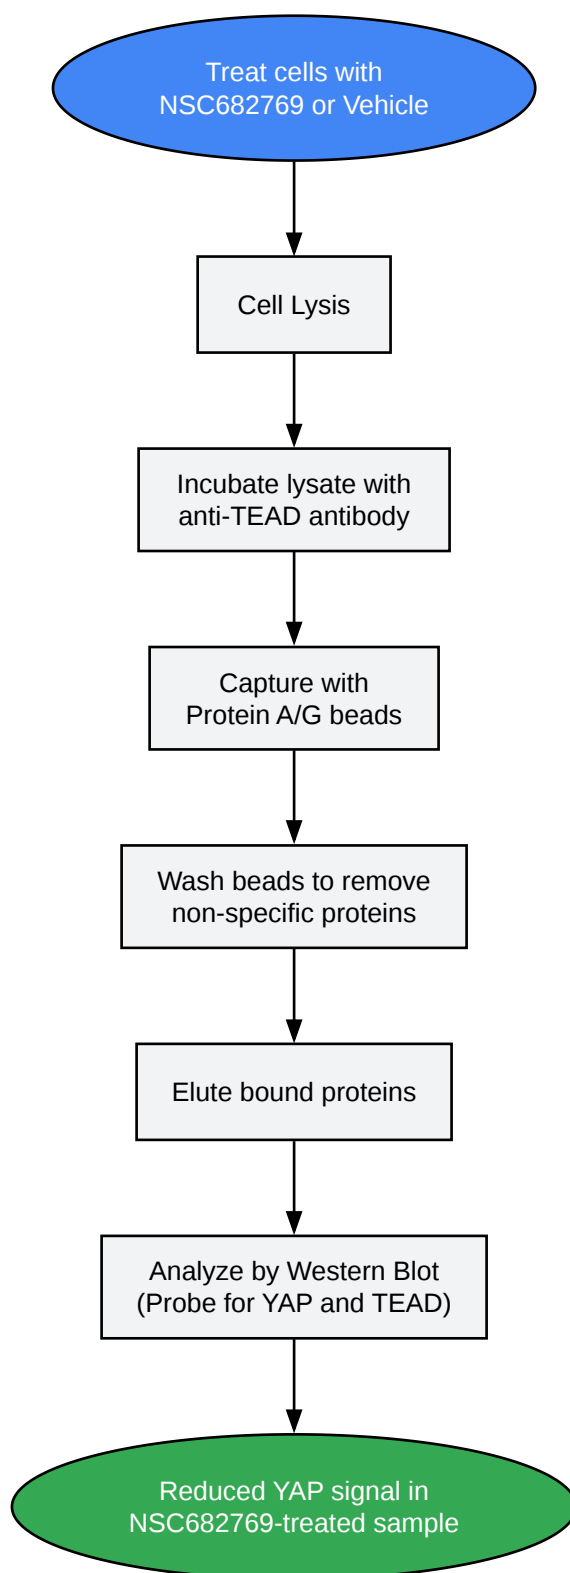 Treat cells with
NSC682769 or Vehicle
Cell Lysis
Incubate lysate with
anti-TEAD antibody
Capture with
Protein A/G beads
Wash beads to remove
non-specific proteins
Elute bound proteins
Analyze by Western Blot
(Probe for YAP and TEAD)
Reduced YAP signal in
NSC682769-treated sample